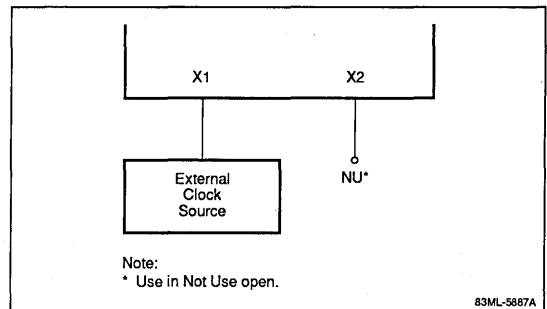 X1 X2
External
Clock
Source
NU*
Note:
* Use in Not Use open.
83ML-5887A